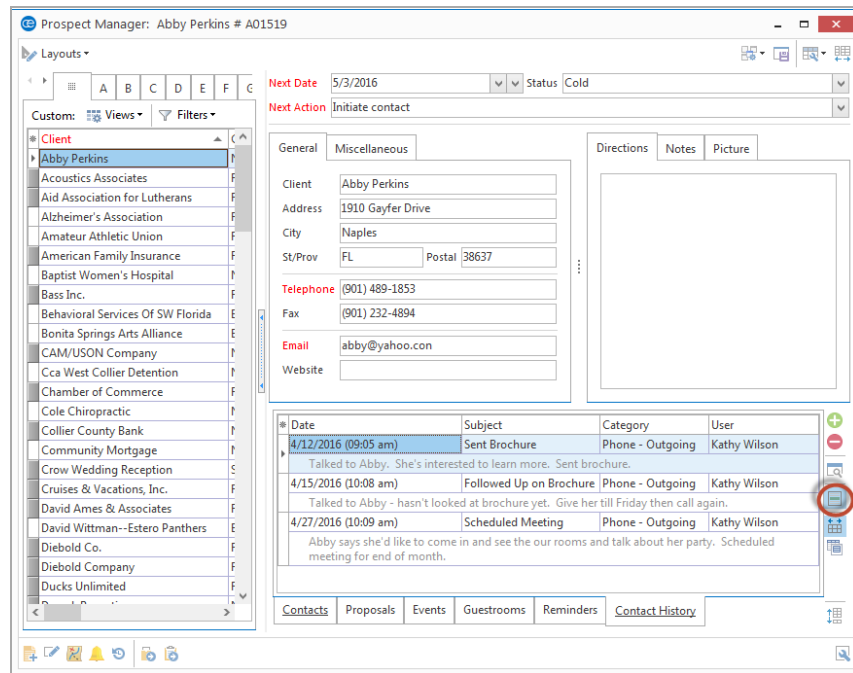 Prospect Manager: Abby Perkins # A01519
Layouts
A B C D E F G
Custom: Views Filters
Client
Abby Perkins
Acoustics Associates
Aid Association for Lutherans
Alzheimer's Association
Amateur Athletic Union
American Family Insurance
Baptist Women's Hospital
Bass Inc.
Behavioral Services Of SW Florida
Bonita Springs Arts Alliance
CAM/USON Company
Cca West Collier Detention
Chamber of Commerce
Cole Chiropractic
Collier County Bank
Community Mortgage
Crow Wedding Reception
Cruises & Vacations, Inc.
David Ames & Associates
David Wittman--Estero Panthers
Diebold Co.
Diebold Company
Ducks Unlimited
Next Date 5/3/2016 Status Cold
Next Action Initiate contact
General Miscellaneous
Client Abby Perkins
Address 1910 Gayfer Drive
City Naples
St/Prov FL Postal 38637
Telephone (901) 489-1853
Fax (901) 232-4894
Email abby@yahoo.con
Website
Directions Notes Picture
Date Subject Category User
4/12/2016 (09:05 am) Sent Brochure Phone - Outgoing Kathy Wilson
Talked to Abby. She's interested to learn more. Sent brochure.
4/15/2016 (10:08 am) Followed Up on Brochure Phone - Outgoing Kathy Wilson
Talked to Abby - hasn't looked at brochure yet. Give her till Friday then call again.
4/27/2016 (10:09 am) Scheduled Meeting Phone - Outgoing Kathy Wilson
Abby says she'd like to come in and see the our rooms and talk about her party. Scheduled
meeting for end of month.
Contacts Proposals Events Guestrooms Reminders Contact History